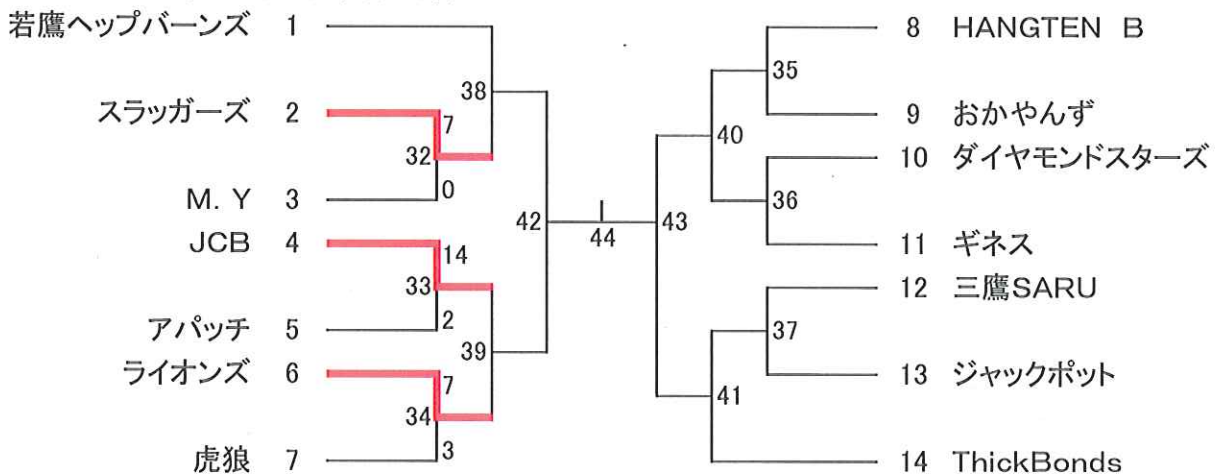 若鷹ヘップバーンズ 1
38
スラッガーズ 2
7
32
0
M. Y 3
JCB 4
14
33
2
アパッチ 5
39
ライオンズ 6
7
34
3
虎狼 7
42
44
43
8 HANGTEN B
35
9 おかやんず
40
10 ダイヤモンドスターズ
36
11 ギネス
12 三鷹SARU
37
13 ジャックポット
41
14 ThickBonds